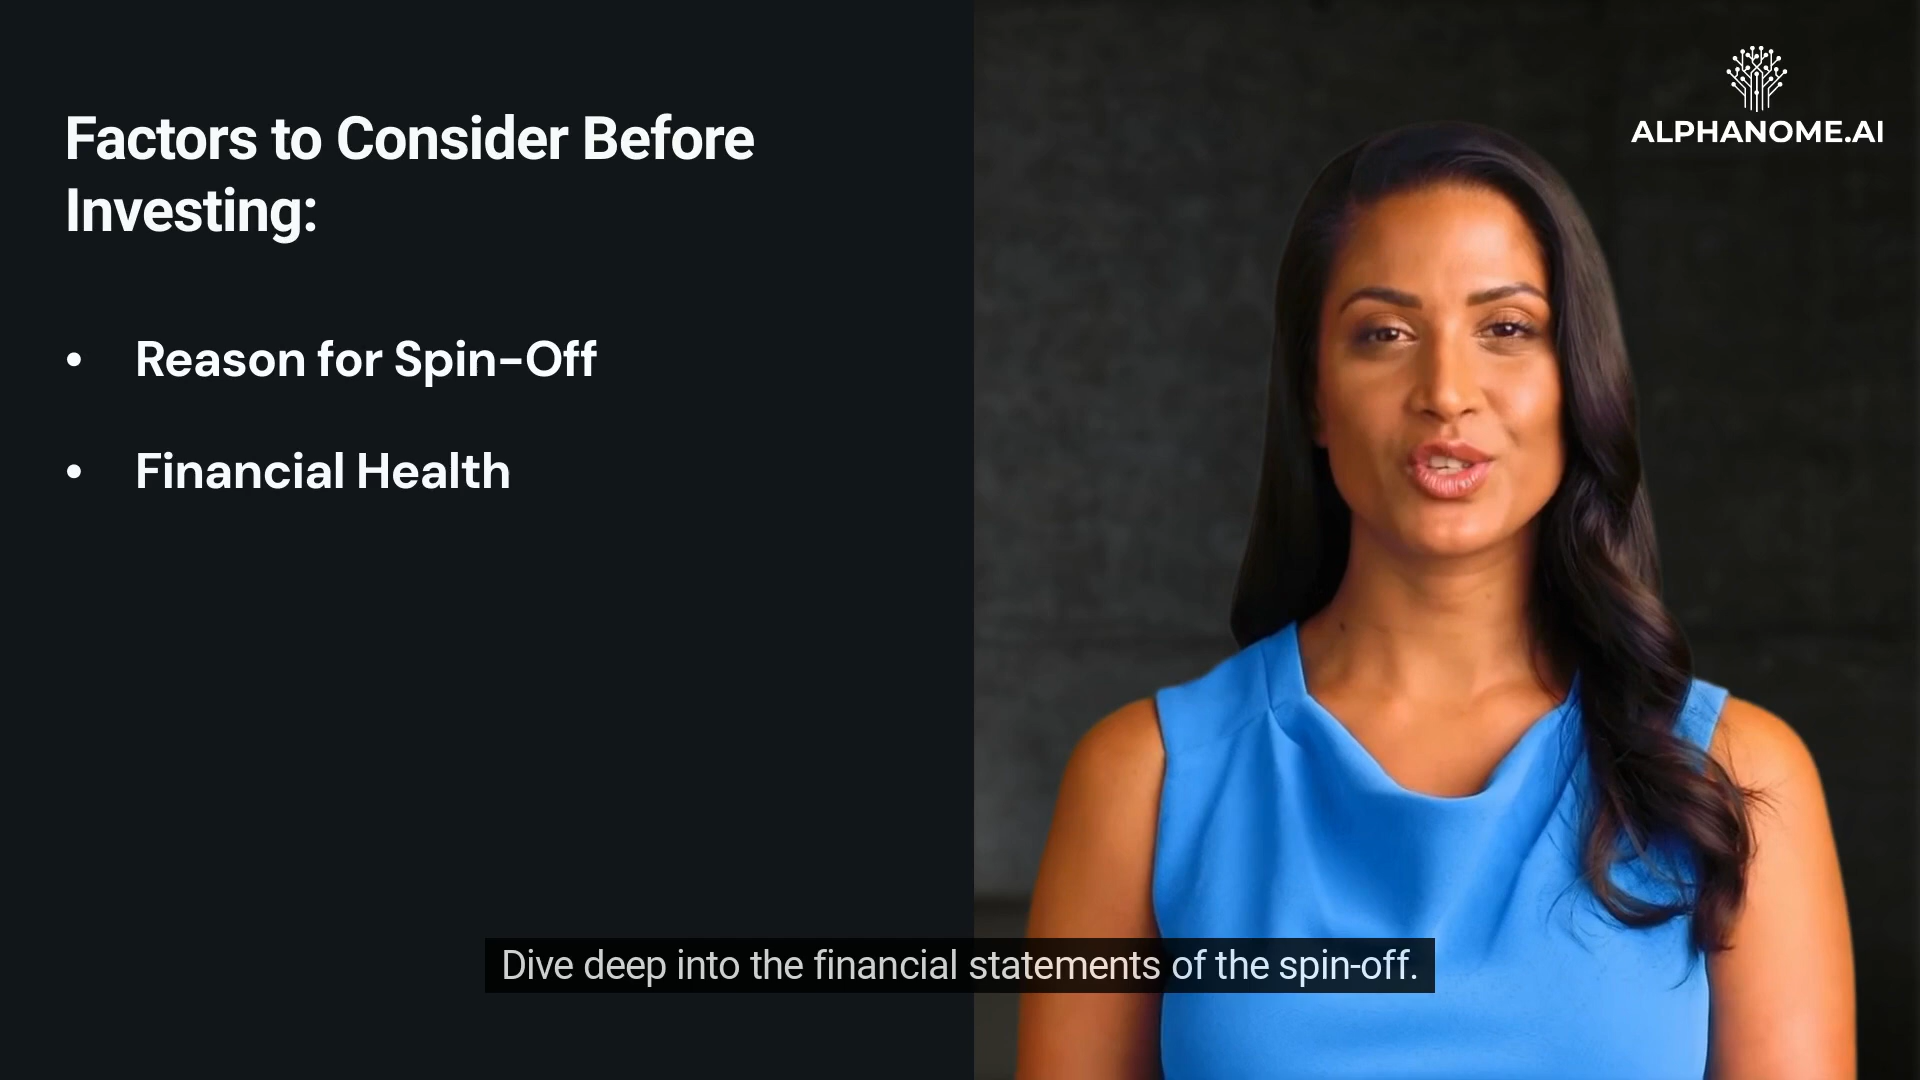 ALPHANOME.AI
Factors to Consider Before
Investing:
• Reason for Spin-Off
• Financial Health
Dive deep into the financial statements of the spin-off.